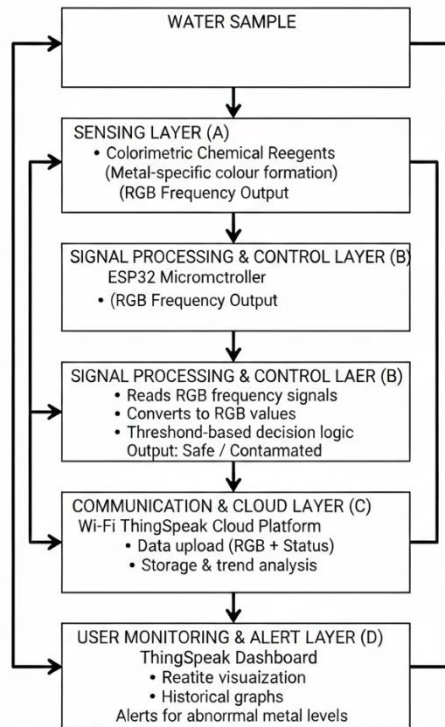 WATER SAMPLE
SENSING LAYER (A)
• Colorimetric Chemical Reegents
(Metal-specific colour formation)
(RGB Frequency Output
SIGNAL PROCESSING & CONTROL LAYER (B)
ESP32 Micromctroller
• (RGB Frequency Output
SIGNAL PROCESSING & CONTROL LAER (B)
• Reads RGB frequency signals
• Converts to RGB values
• Threshond-based decision logic
Output: Safe / Contammated
COMMUNICATION & CLOUD LAYER (C)
Wi-Fi ThingSpeak Cloud Platform
• Data upload (RGB + Status)
• Storage & trend analysis
USER MONITORING & ALERT LAYER (D)
ThingSpeak Dashboard
• Reatite visuaization
• Historical graphs
Alerts for abnorrmal metal levels